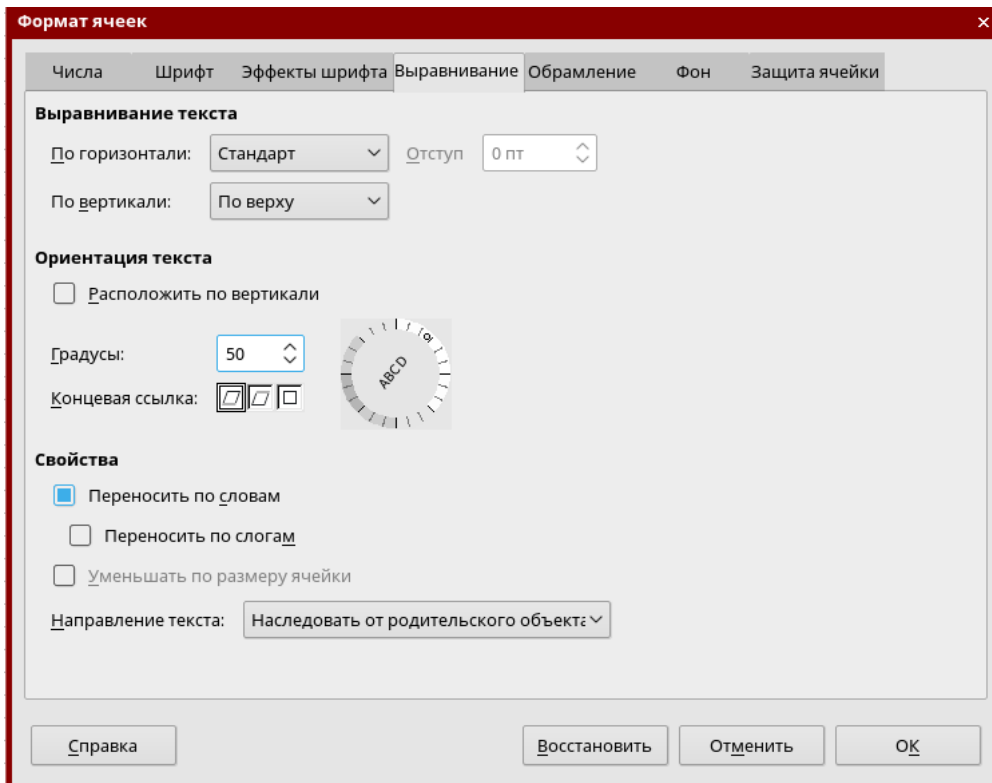 Формат ячеек
Числа Шрифт Эффекты шрифта Выравнивание Обрамление Фон Защита ячейки
Выравнивание текста
По горизонтали: Стандарт Отступ 0 пт
По вертикали: По верху
Ориентация текста
Расположить по вертикали
Градусы: 50
ABCD
Концевая ссылка:
Свойства
Переносить по словам
Переносить по слогам
Уменьшать по размеру ячейки
Направление текста: Наследовать от родительского объекта
Справка Восстановить Отменить ОК